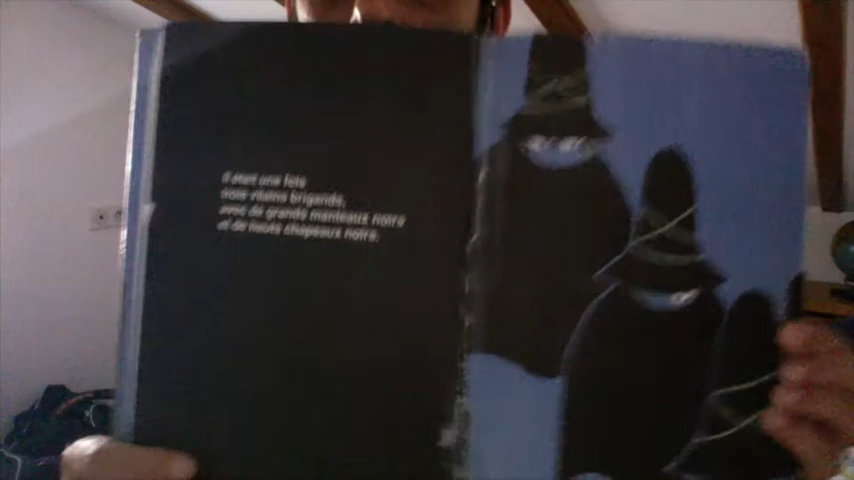 Il était une fois
trois vilains brigands,
avec de grands manteaux noirs
et de hauts chapeaux noirs.